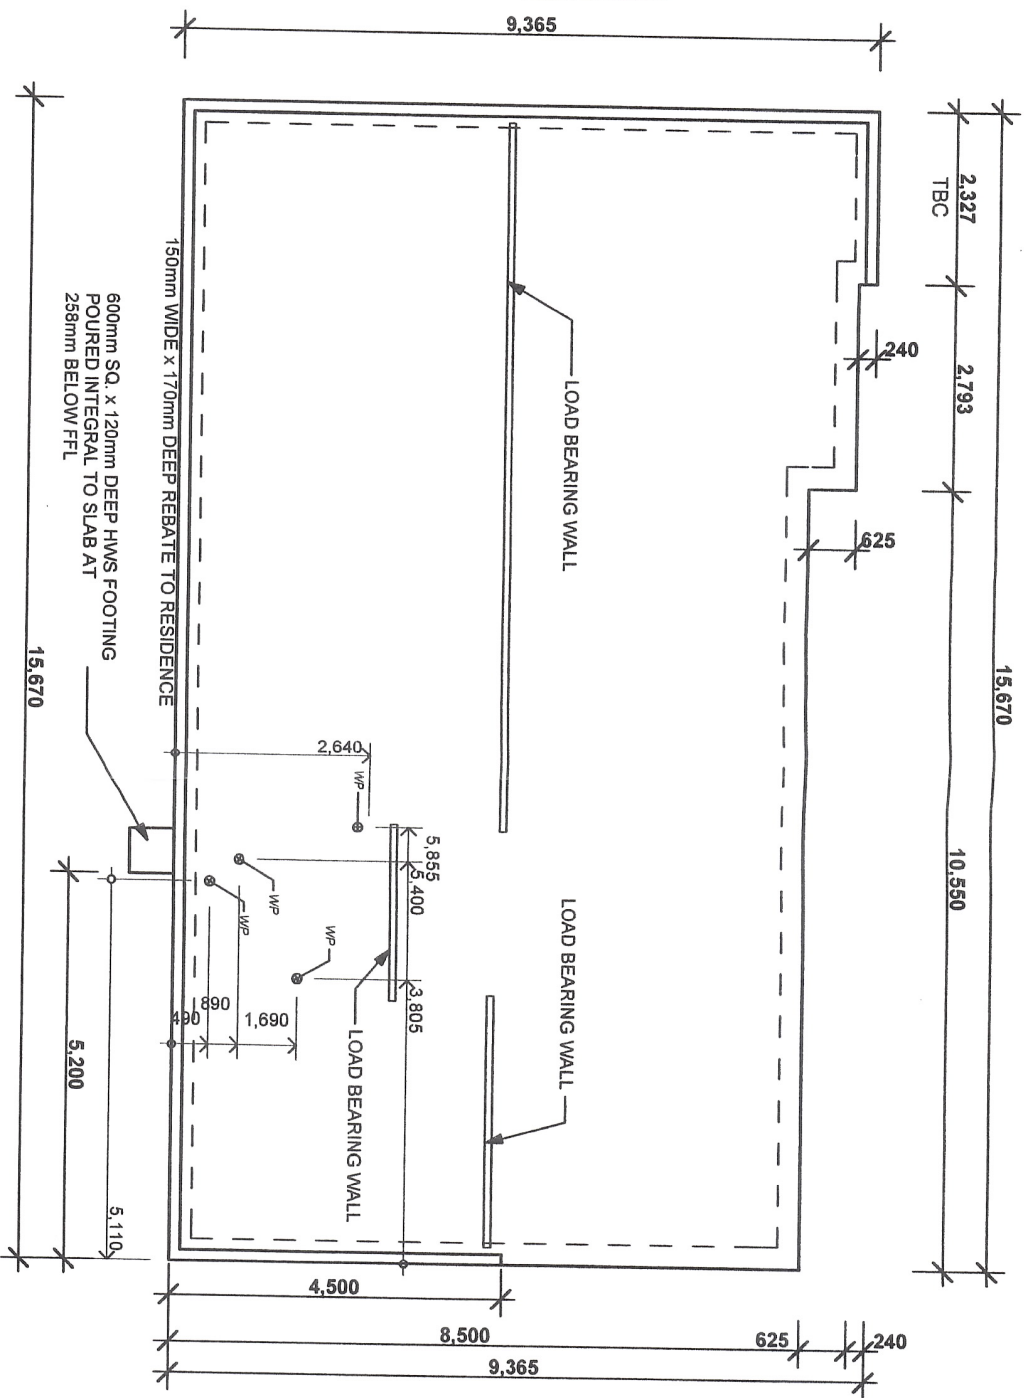 9,365
15,670
2,327
TBC
2,793
10,550
240
625
LOAD BEARING WALL
150mm WIDE x 170mm DEEP REBATE TO RESIDENCE
600mm SQ. x 120mm DEEP HWS FOOTING
POURED INTEGRAL TO SLAB AT
258mm BELOW FFL
15,670
2,640
WP
WP
WP
WP
5,855
5,400
3,805
LOAD BEARING WALL
LOAD BEARING WALL
490
890
1,690
5,200
5,110
4,500
8,500
625
240
9,365